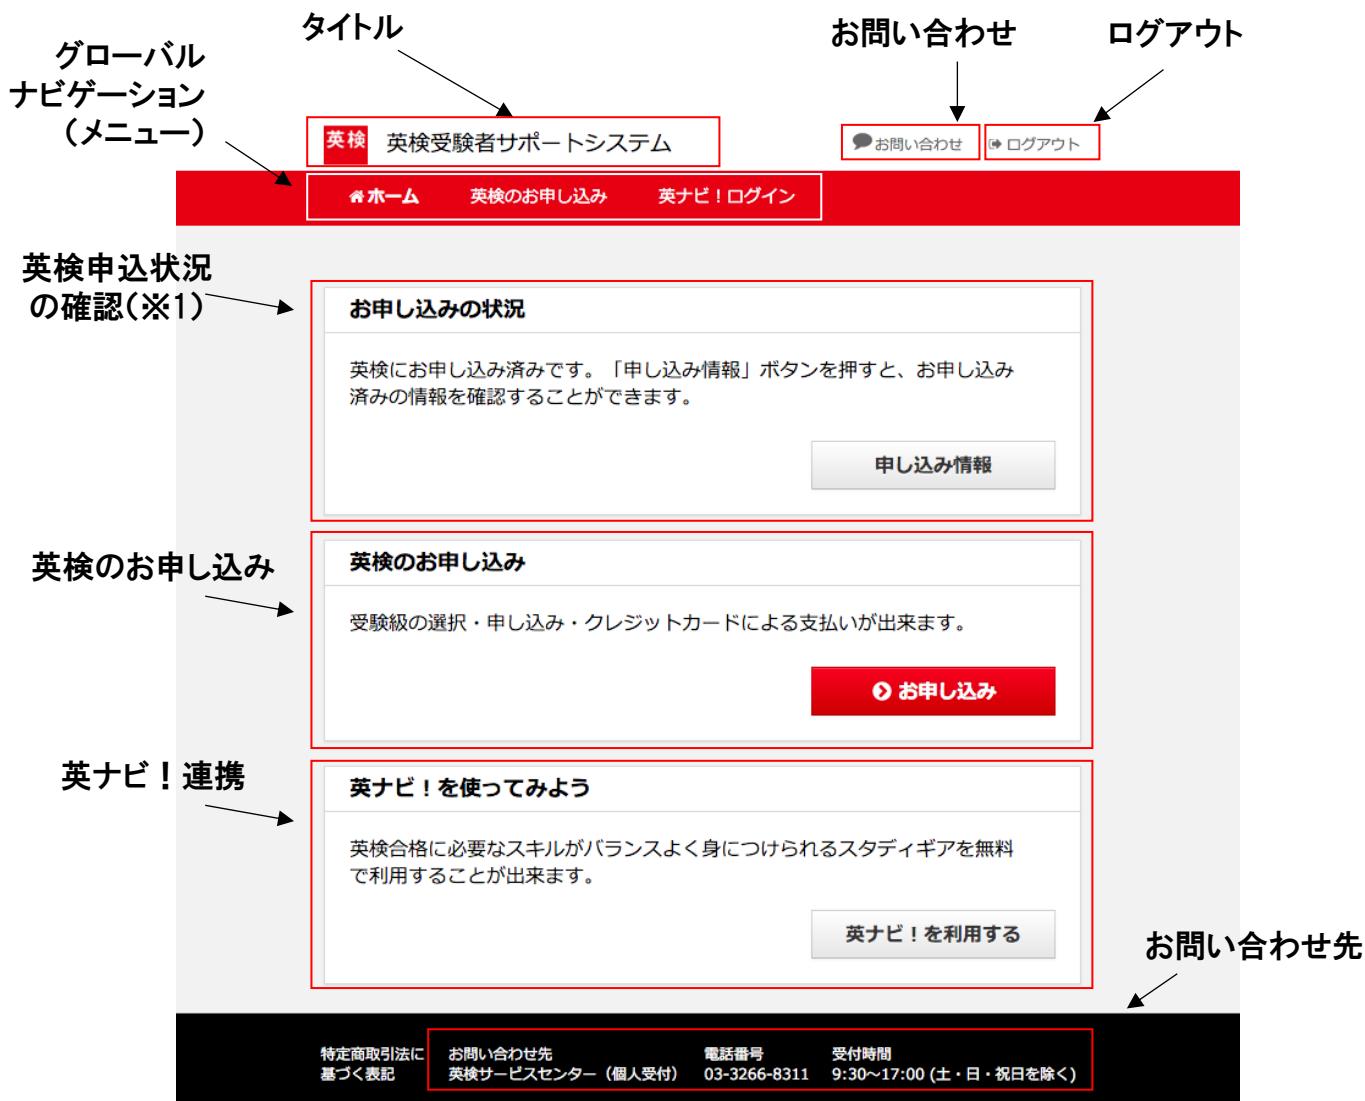 タイトル
お問い合わせ
ログアウト
グローバル
ナビゲーション
（メニュー）
英検 英検受験者サポートシステム
お問い合わせ
ログアウト
ホーム 英検のお申し込み 英ナビ！ログイン
英検申込状況
の確認（※1）
お申し込みの状況
英検にお申し込み済みです。「申し込み情報」ボタンを押すと、お申し込み
済みの情報を確認することができます。
申し込み情報
英検のお申し込み
英検のお申し込み
受験級の選択・申し込み・クレジットカードによる支払いが出来ます。
お申し込み
英ナビ！連携
英ナビ！を使ってみよう
英検合格に必要なスキルがバランスよく身につけられるスタディギアを無料
で利用することが出来ます。
英ナビ！を利用する
お問い合わせ先
特定商取引法に
基づく表記
お問い合わせ先
英検サービスセンター（個人受付）
電話番号
03-3266-8311
受付時間
9:30～17:00 (土・日・祝日を除く)